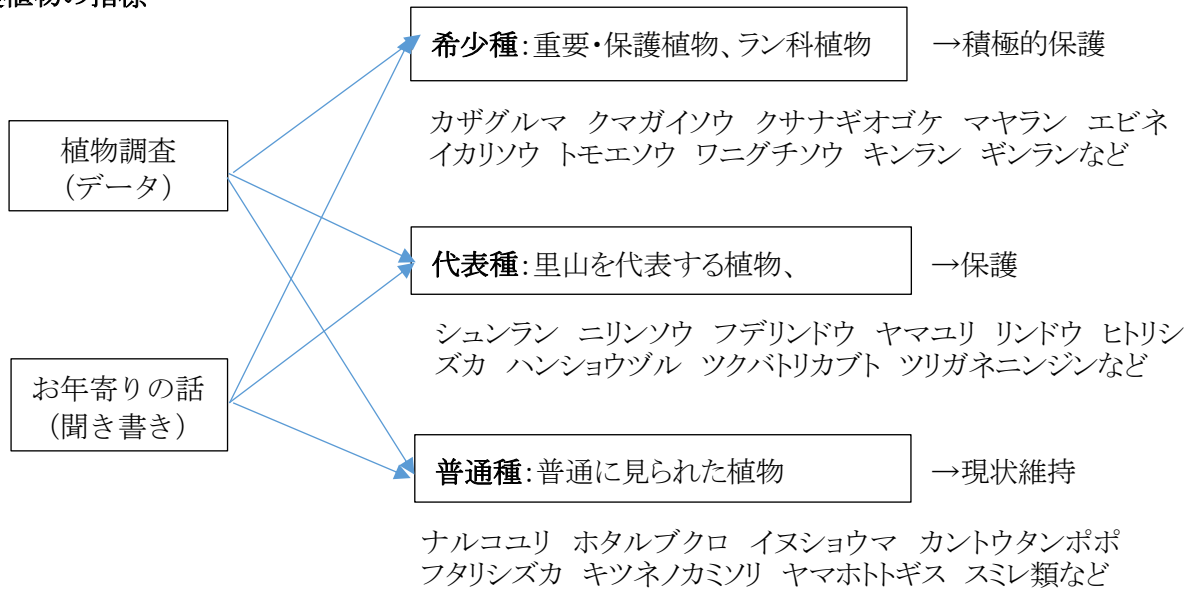 植物の指標
希少種：重要・保護植物、ラン科植物
→積極的保護
カザグルマ　クマガイソウ　クサナギオゴケ　マヤラン　エビネ
イカリソウ　トモエソウ　ワニグチソウ　キンラン　ギンランなど
植物調査
（データ）
代表種：里山を代表する植物、
→保護
シュンラン　ニリンソウ　フデリンドウ　ヤマユリ　リンドウ　ヒトリシ
ズカ　ハンショウヅル　ツクバトリカブト　ツリガネニンジンなど
お年寄りの話
（聞き書き）
普通種：普通に見られた植物
→現状維持
ナルコユリ　ホタルブクロ　イヌショウマ　カントウタンポポ
フタリシズカ　キツネノカミソリ　ヤマホトトギス　スミレ類など